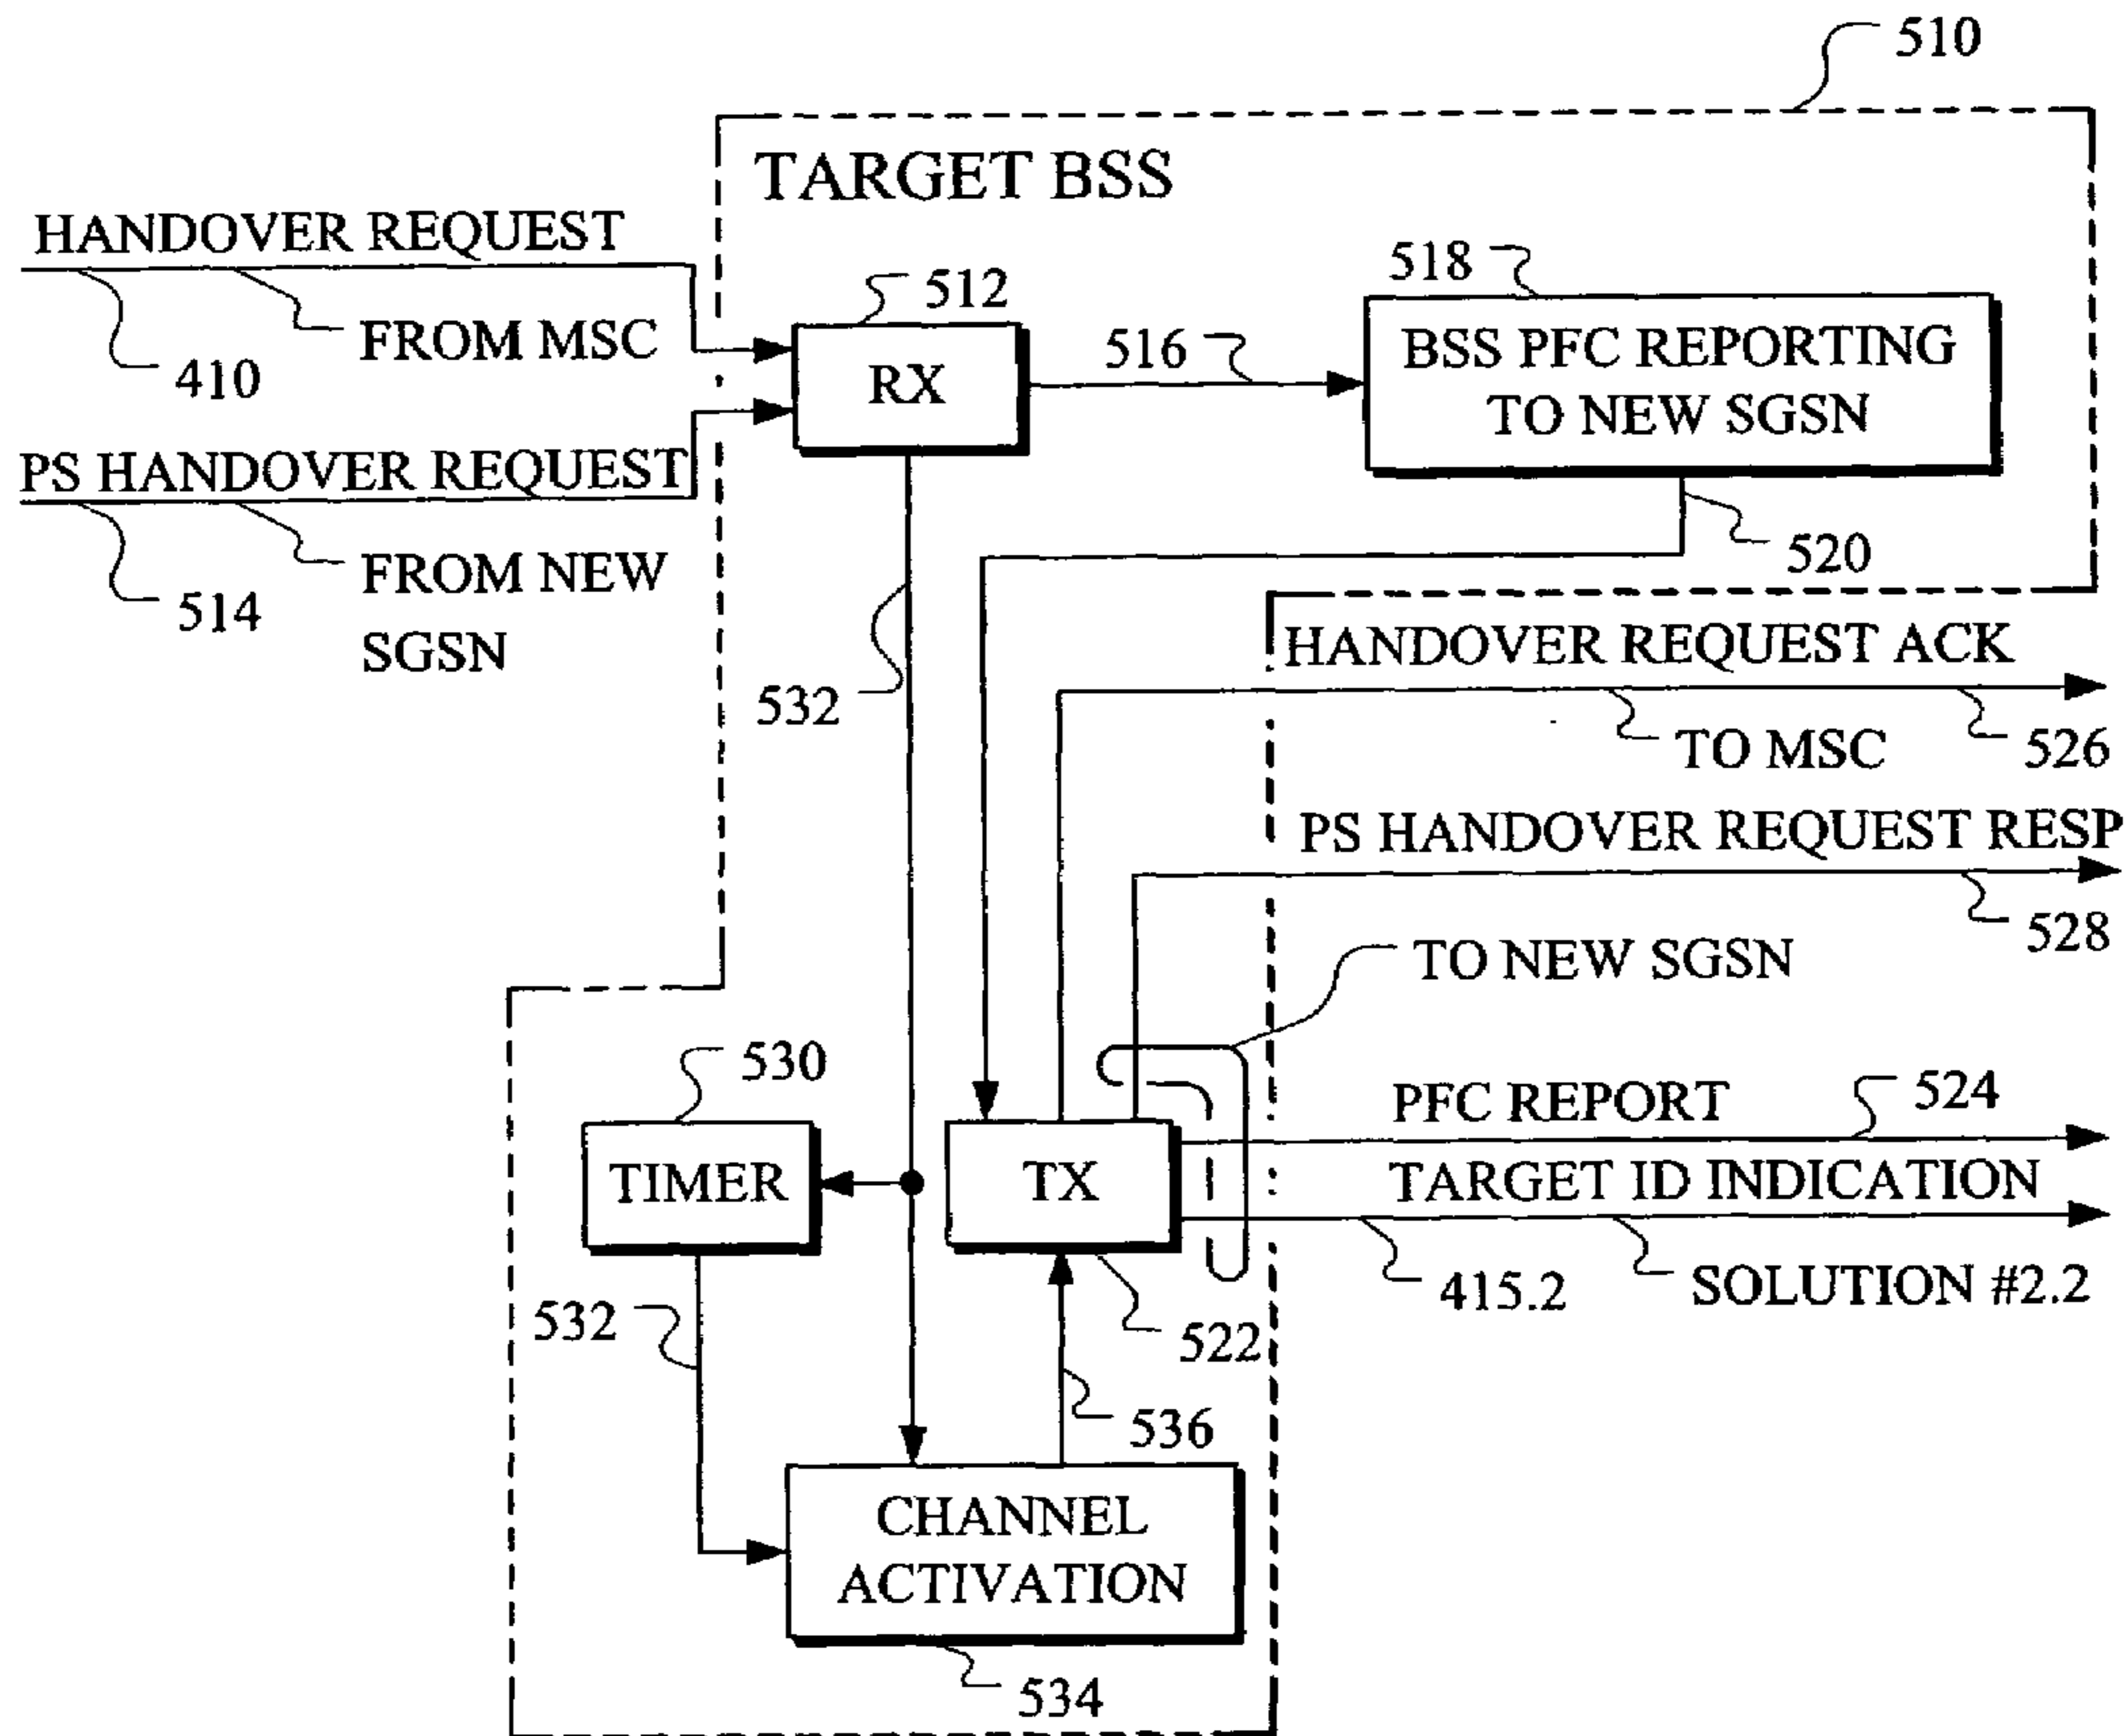 510
TARGET BSS
HANDOVER REQUEST
FROM MSC
410
512
RX
516
518
BSS PFC REPORTING
TO NEW SGSN
PS HANDOVER REQUEST
514
FROM NEW
SGSN
520
532
HANDOVER REQUEST ACK
TO MSC
526
PS HANDOVER REQUEST RESP
528
TO NEW SGSN
530
TIMER
TX
PFC REPORT
524
TARGET ID INDICATION
415.2
SOLUTION #2.2
532
522
536
CHANNEL
ACTIVATION
534